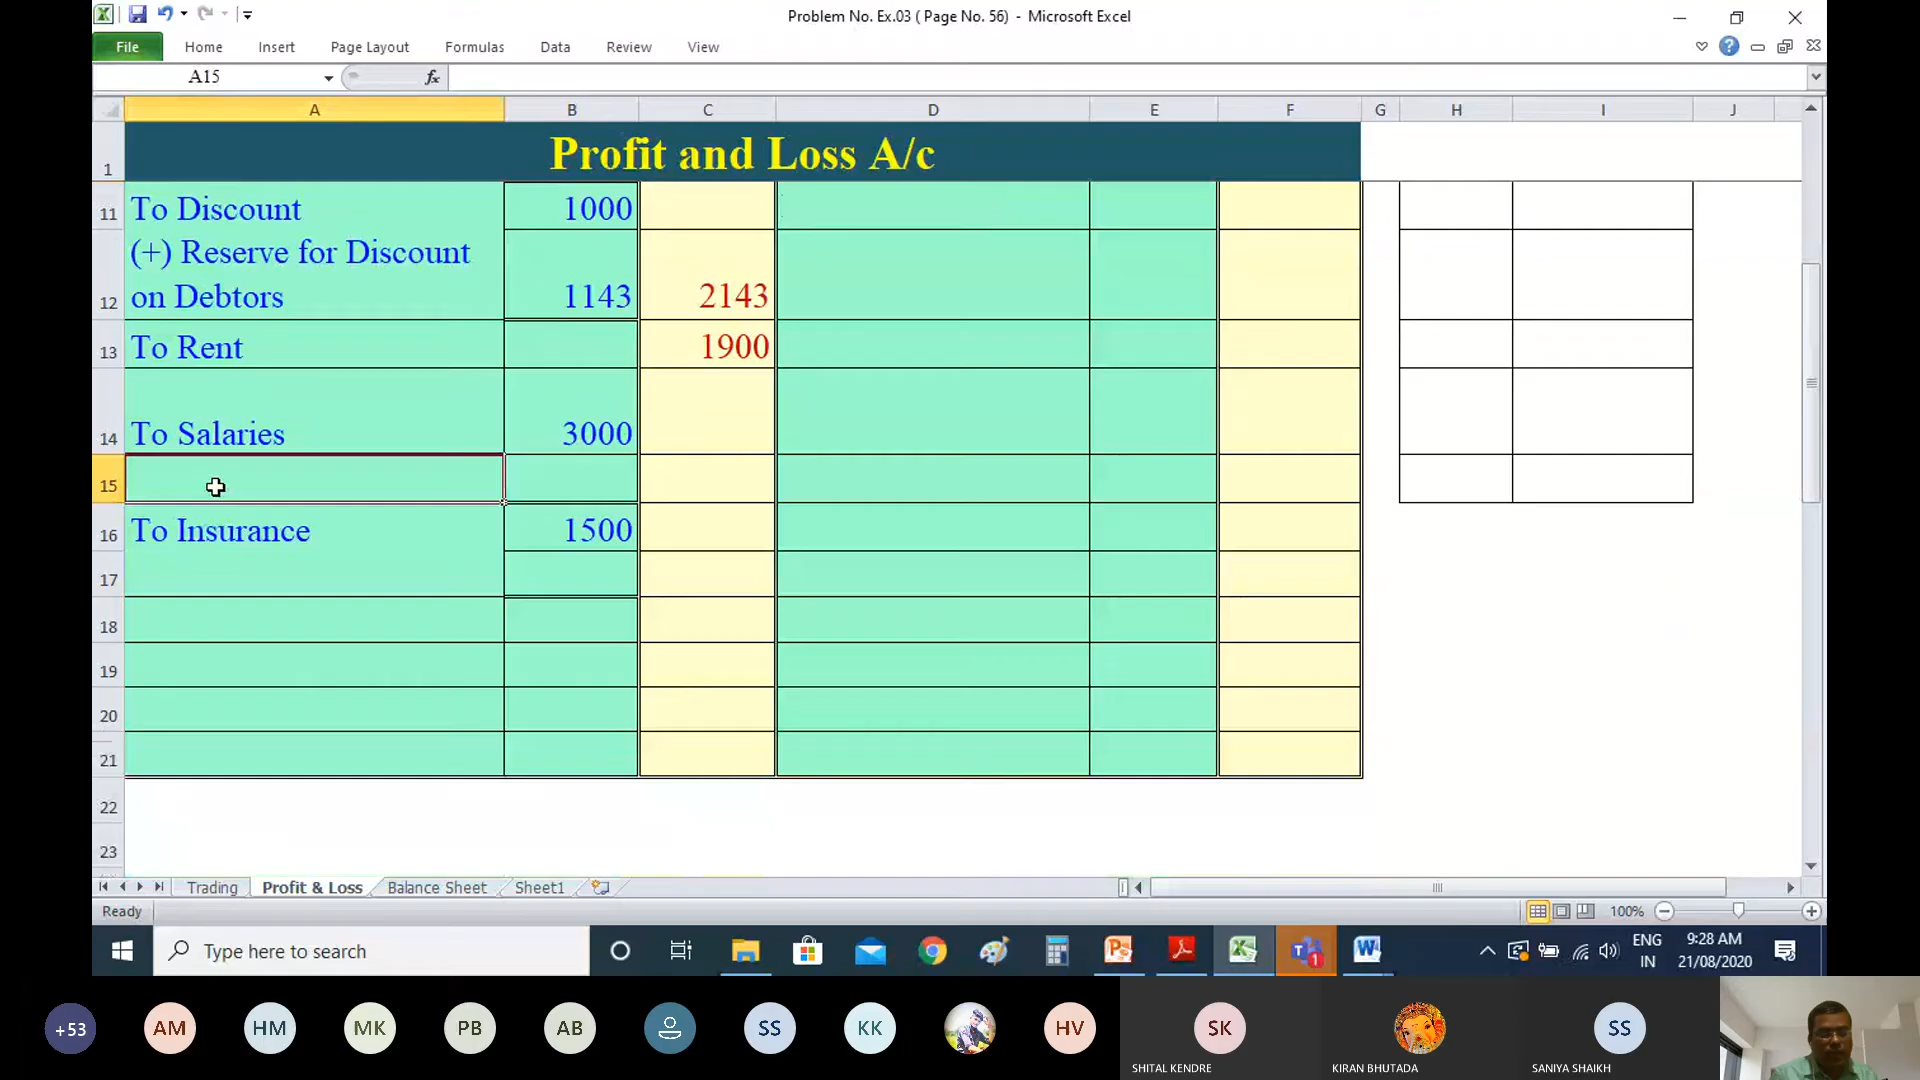 Problem No. Ex.03 ( Page No. 56) - Microsoft Excel
File Home Insert Page Layout Formulas Data Review View
A15 fx
A B C D E F G H I J
1 Profit and Loss A/c
11 To Discount 1000
(+) Reserve for Discount
12 on Debtors 1143 2143
13 To Rent 1900
14 To Salaries 3000
15
16 To Insurance 1500
17
18
19
20
21
22
23
Trading Profit & Loss Balance Sheet Sheet1
Ready 100%
Type here to search ENG 9:28 AM
IN 21/08/2020
+53 AM HM MK PB AB SS KK HV SK SS
SHITAL KENDRE KIRAN BHUTADA SANIYA SHAIKH